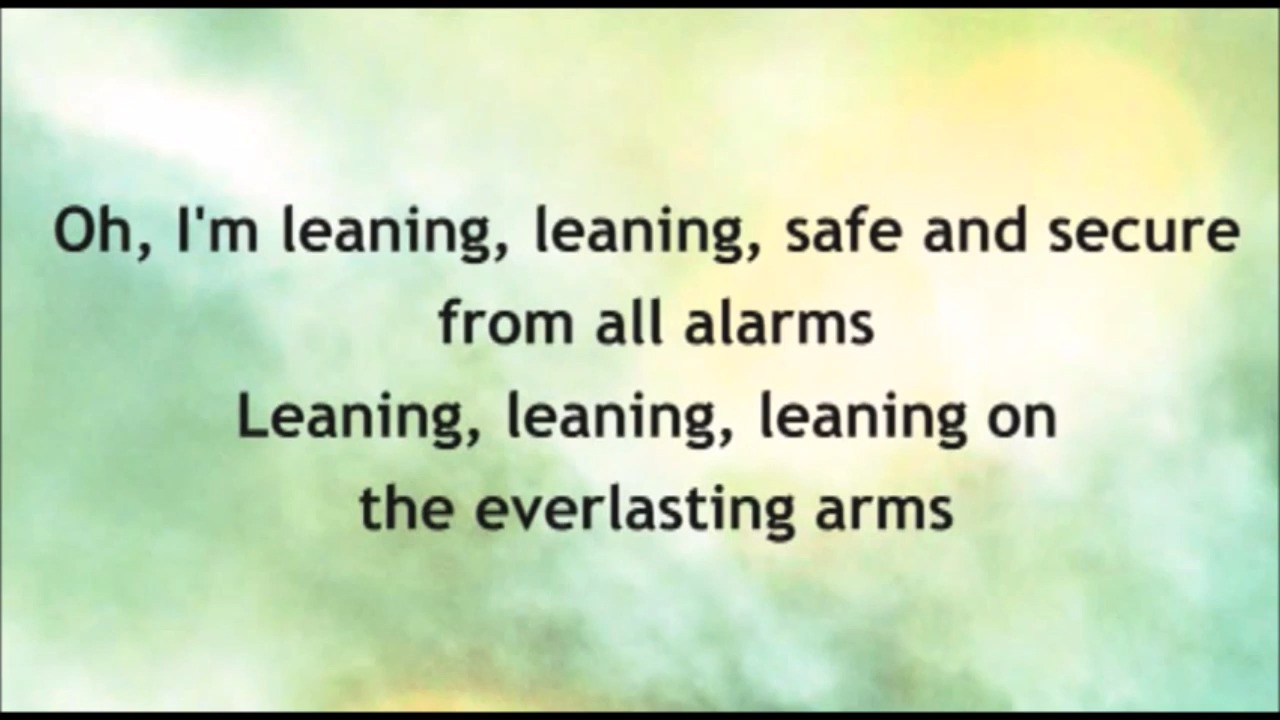 Oh, I'm leaning, leaning, safe and secure
from all alarms
Leaning, leaning, leaning on
the everlasting arms